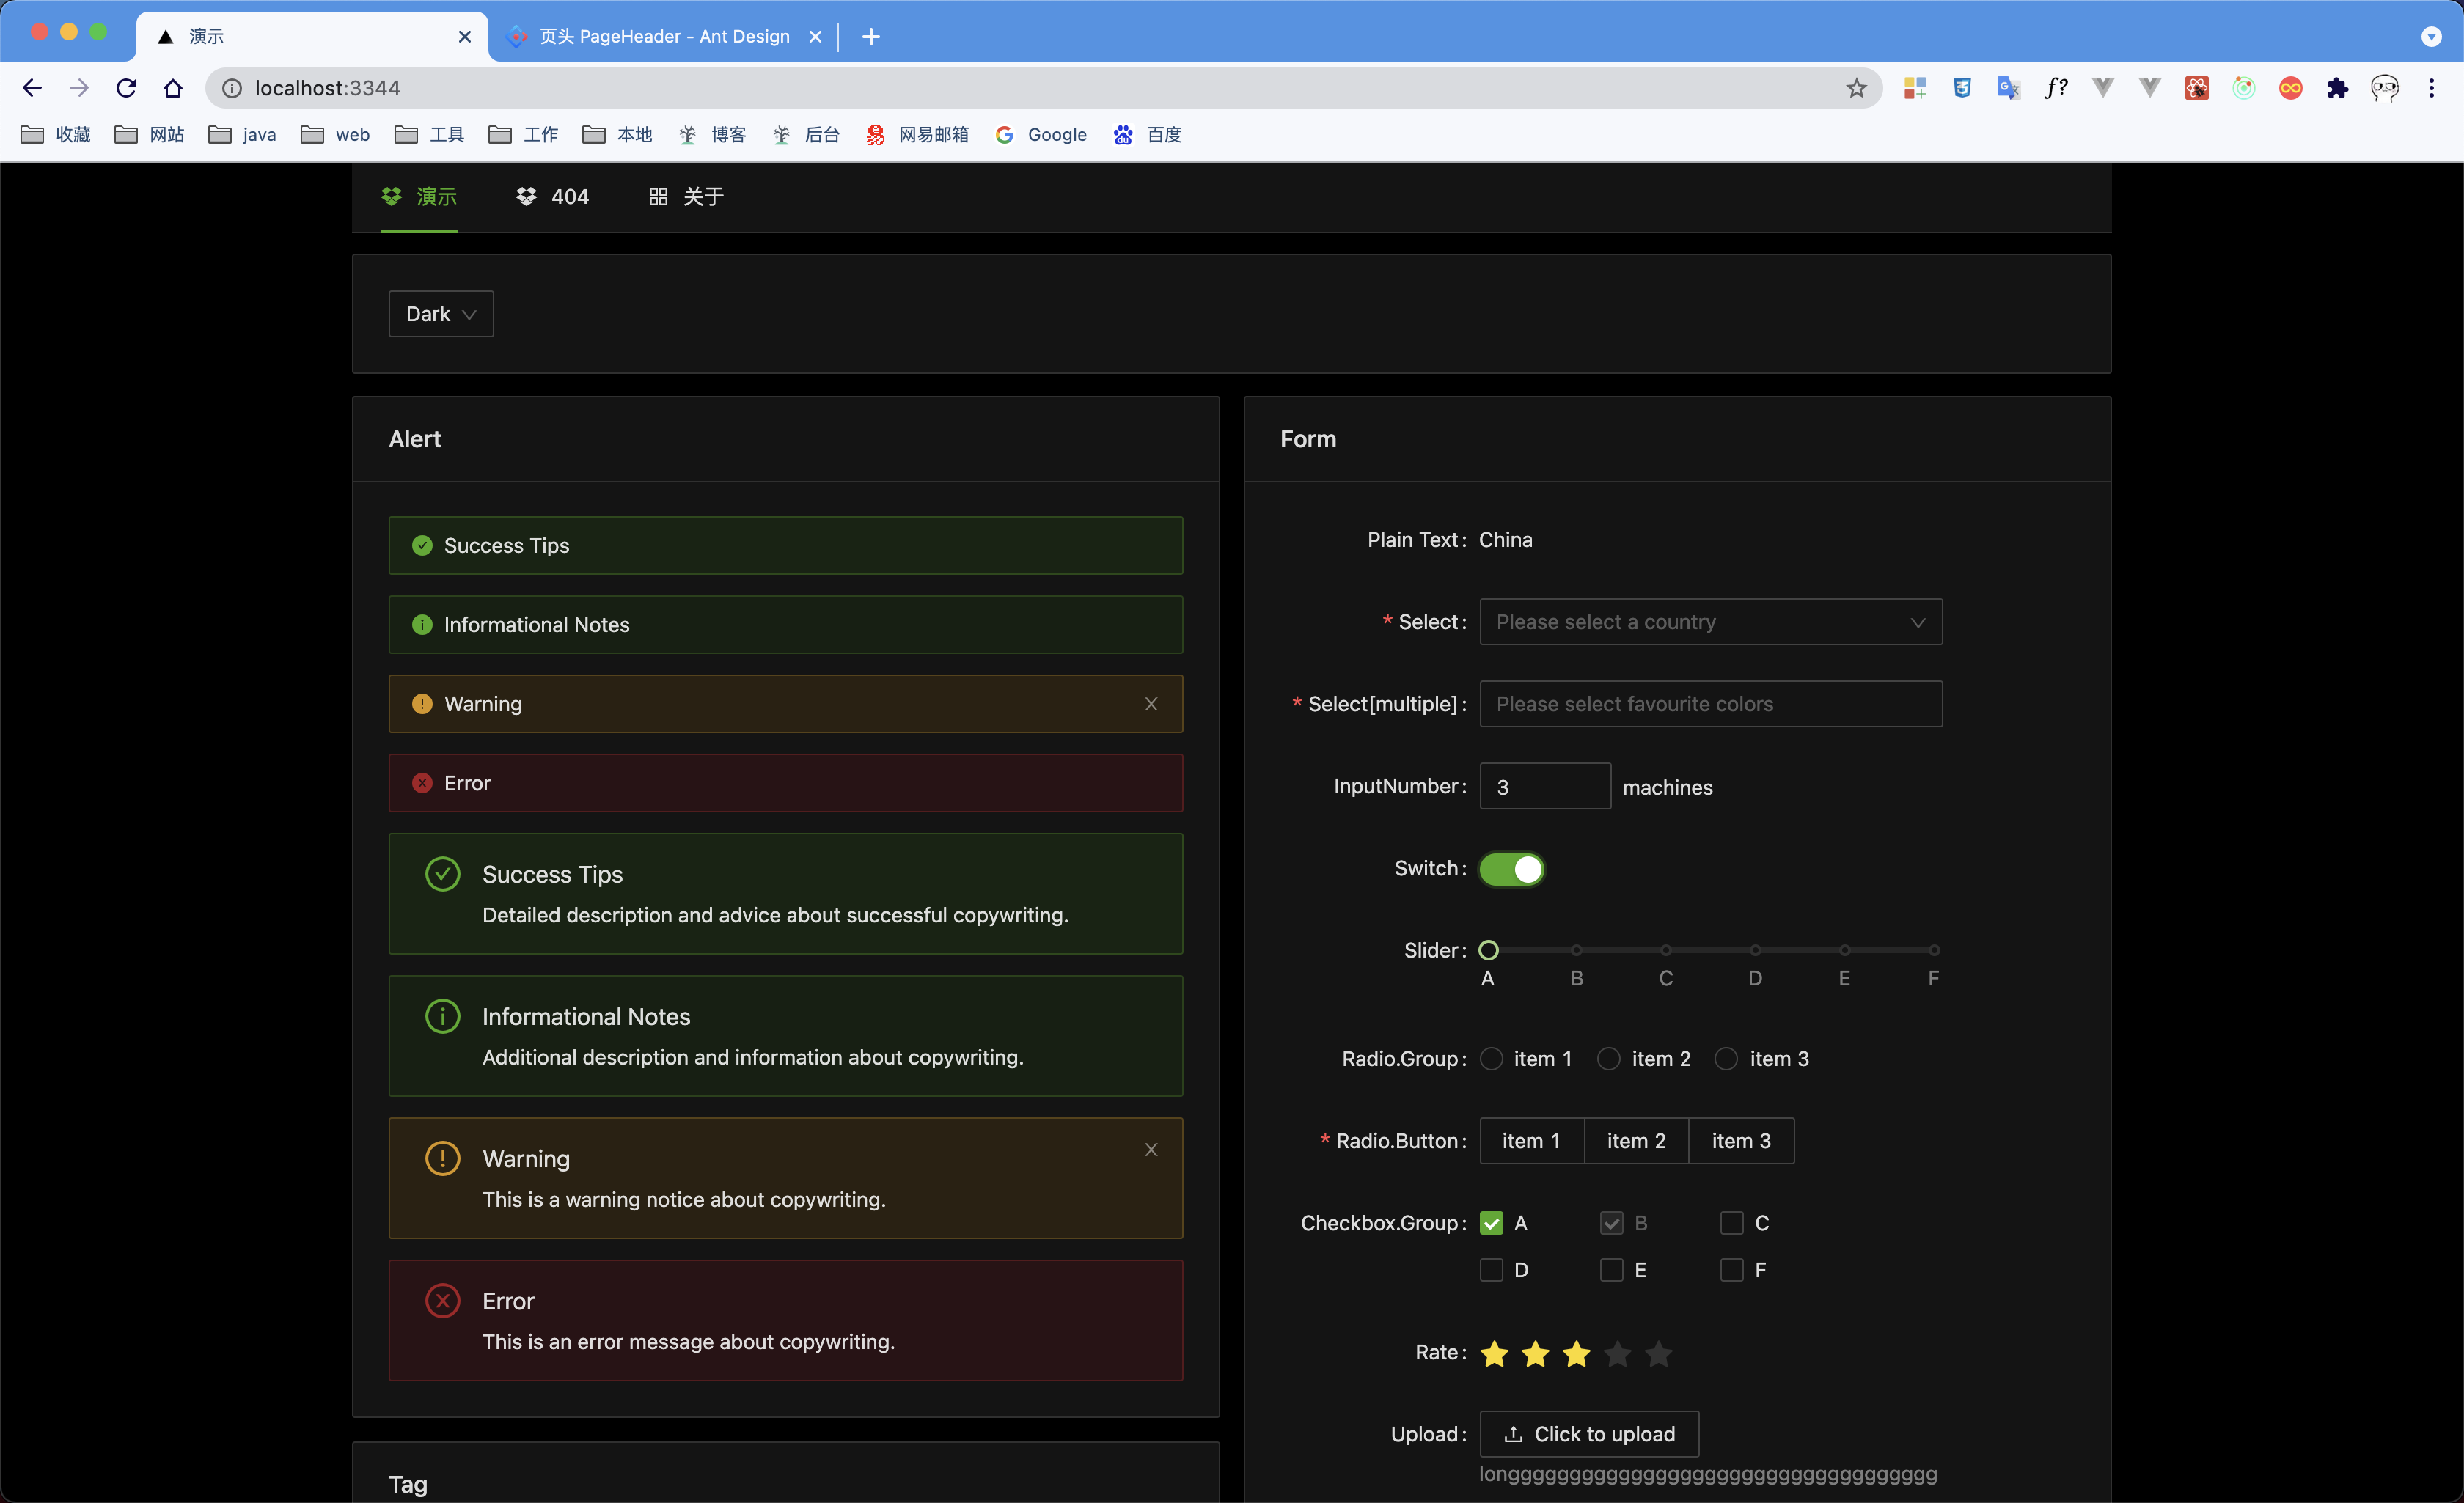 演示
页头 PageHeader - Ant Design
localhost:3344
收藏 网站 java web 工具 工作 本地 博客 后台 网易邮箱 Google 百度
演示 404 关于
Dark
Alert
Success Tips
Informational Notes
Warning
Error
Success Tips
Detailed description and advice about successful copywriting.
Informational Notes
Additional description and information about copywriting.
Warning
This is a warning notice about copywriting.
Error
This is an error message about copywriting.
Tag
Form
Plain Text: China
* Select: Please select a country
* Select[multiple]: Please select favourite colors
InputNumber: 3 machines
Switch:
Slider:
A B C D E F
Radio.Group: item 1 item 2 item 3
* Radio.Button: item 1 item 2 item 3
Checkbox.Group: A B C
D E F
Rate:
Upload: Click to upload
longgggggggggggggggggggggggggggggggggg